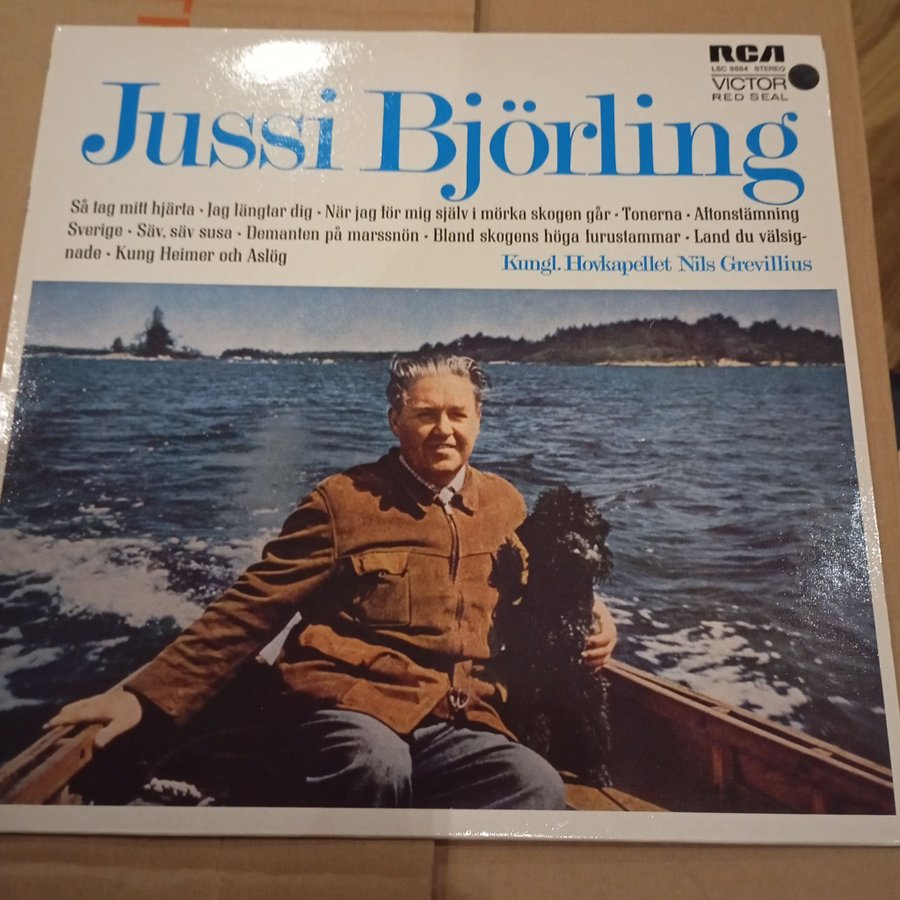 RCA
LSC 9884 STEREO
VICTOR
RED SEAL
Jussi Björling
Så tag mitt hjärta · Jag längtar dig · När jag för mig själv i mörka skogen går · Tonerna · Aftonstämning
Sverige · Säv, säv susa · Demanten på marssnön · Bland skogens höga furustammar · Land du välsig-
nade · Kung Heimer och Aslög
Kungl. Hovkapellet Nils Grevillius